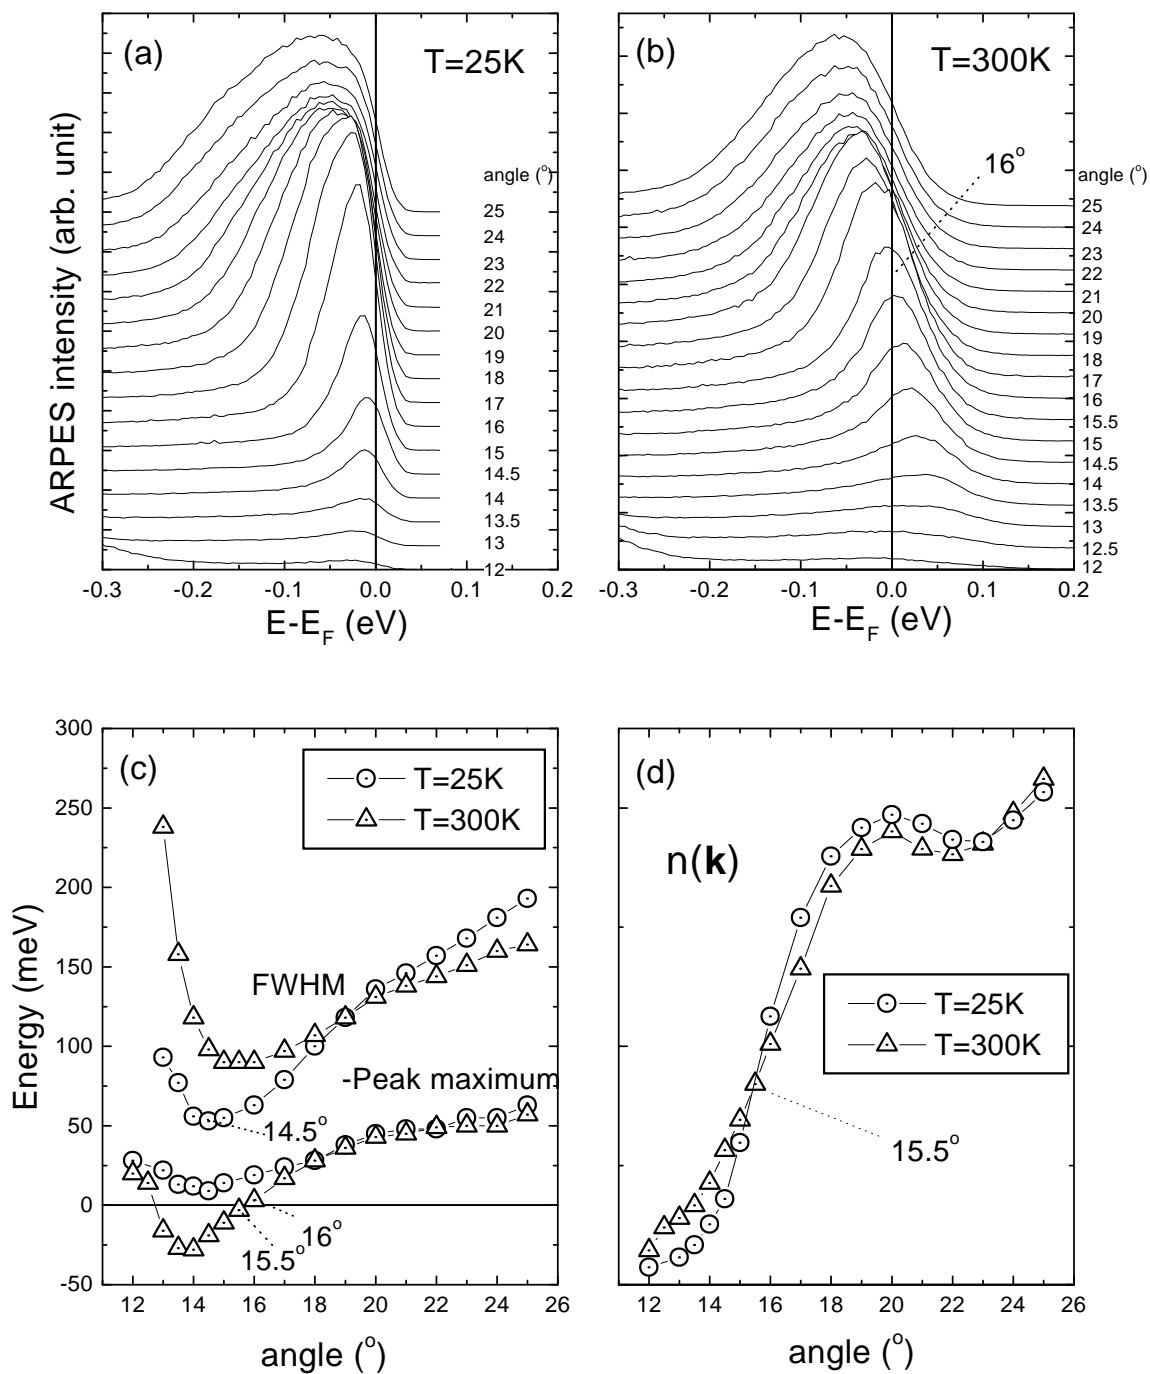 (a)
T=25K
ARPES intensity (arb. unit)
angle (°)
25
24
23
22
21
20
19
18
17
16
15
14.5
14
13.5
13
12
-0.3 -0.2 -0.1 0.0 0.1 0.2
E-E_F (eV)
(b)
T=300K
16°
angle (°)
25
24
23
22
21
20
19
18
17
16
15.5
15
14.5
14
13.5
13
12.5
12
-0.3 -0.2 -0.1 0.0 0.1 0.2
E-E_F (eV)
(c)
T=25K
T=300K
300
250
200
150
100
50
0
-50
Energy (meV)
FWHM
-Peak maximum
14.5°
16°
15.5°
12 14 16 18 20 22 24 26
angle (°)
(d)
n(k)
T=25K
T=300K
15.5°
12 14 16 18 20 22 24 26
angle (°)